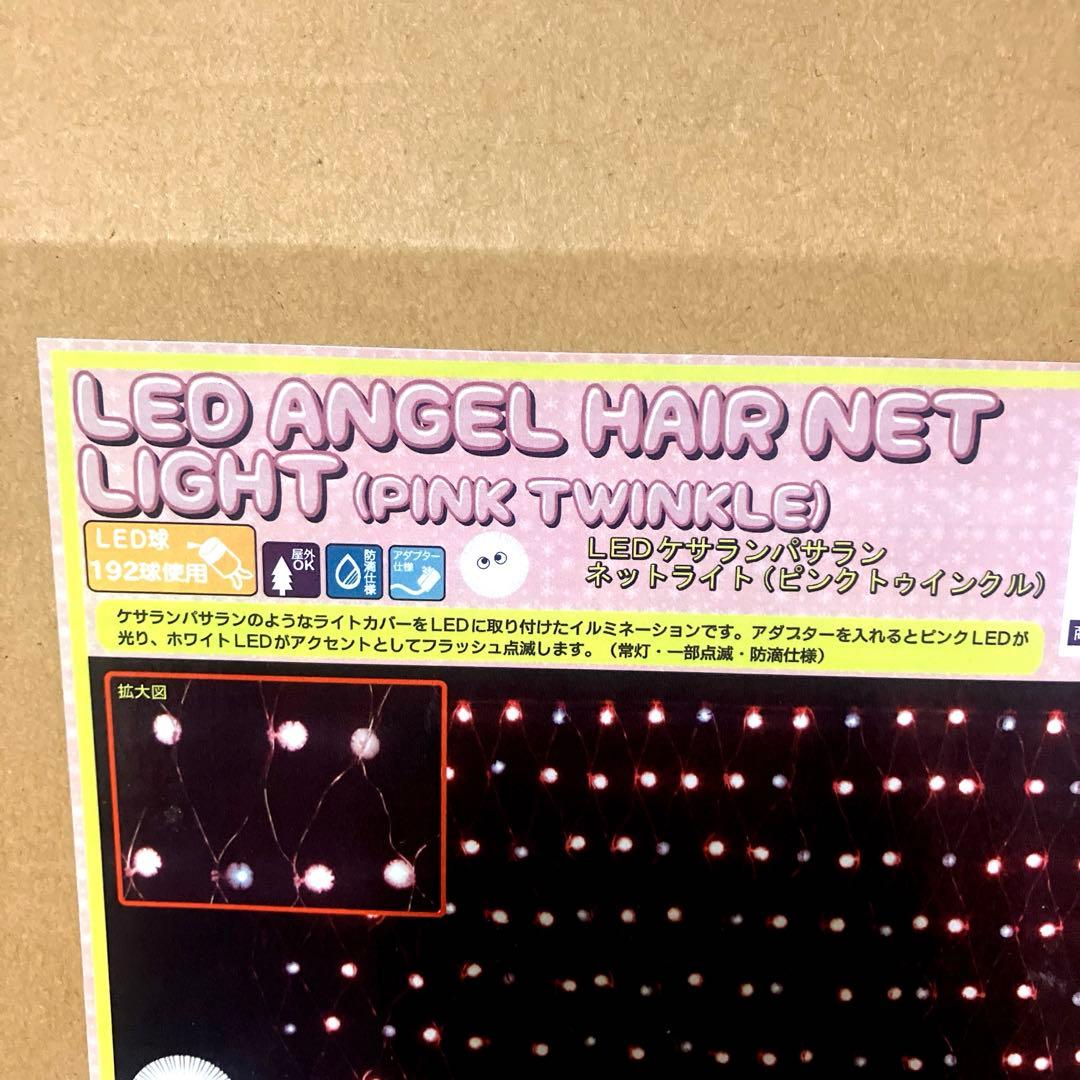 LED ANGEL HAIR NET
LIGHT (PINK TWINKLE)
LED球
192球使用
屋外
OK
防滴仕様
アダプター
仕様
LEDケサランパサラン
ネットライト(ピンクトゥインクル)
ケサランパサランのようなライトカバーをLEDに取り付けたイルミネーションです。アダプターを入れるとピンクLEDが
光り、ホワイトLEDがアクセントとしてフラッシュ点滅します。(常灯・一部点滅・防滴仕様)
拡大図